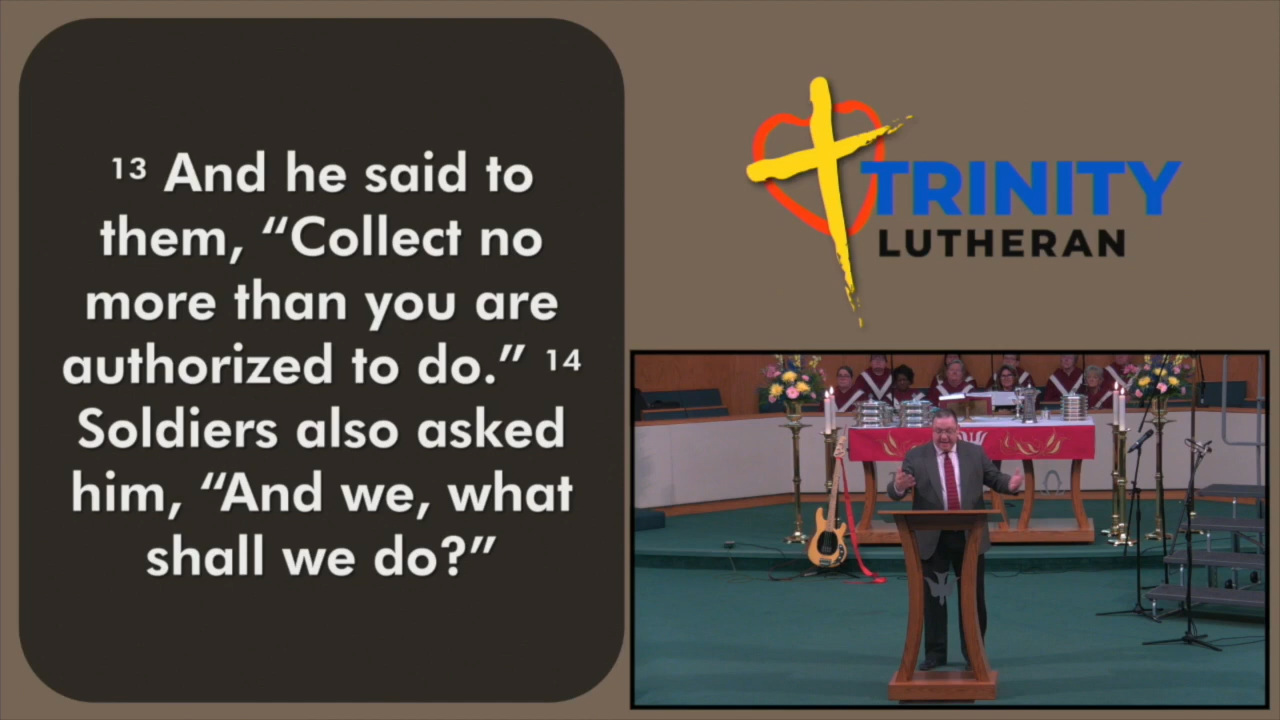 ¹³ And he said to
them, “Collect no
more than you are
authorized to do.” ¹⁴
Soldiers also asked
him, “And we, what
shall we do?”
TRINITY
LUTHERAN